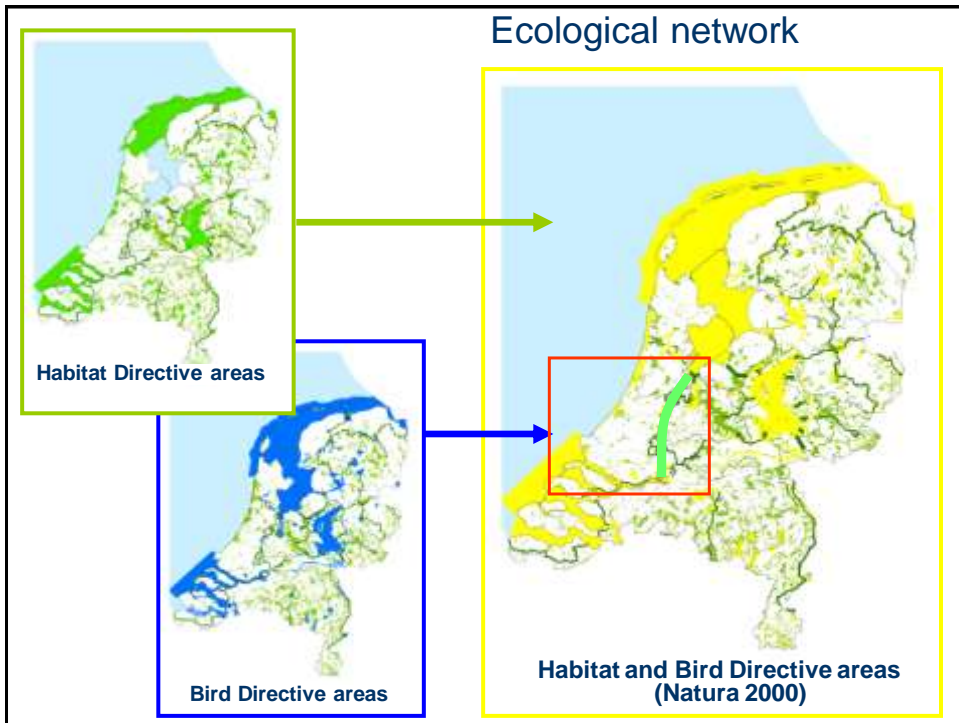 Ecological network
Habitat Directive areas
Bird Directive areas
Habitat and Bird Directive areas
(Natura 2000)